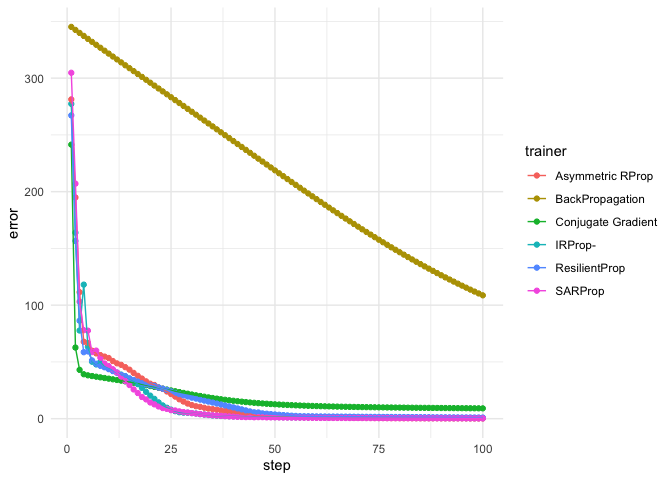 300
200
100
0
error
0
25
50
75
100
step
trainer
Asymmetric RProp
BackPropagation
Conjugate Gradient
IRProp-
ResilientProp
SARProp